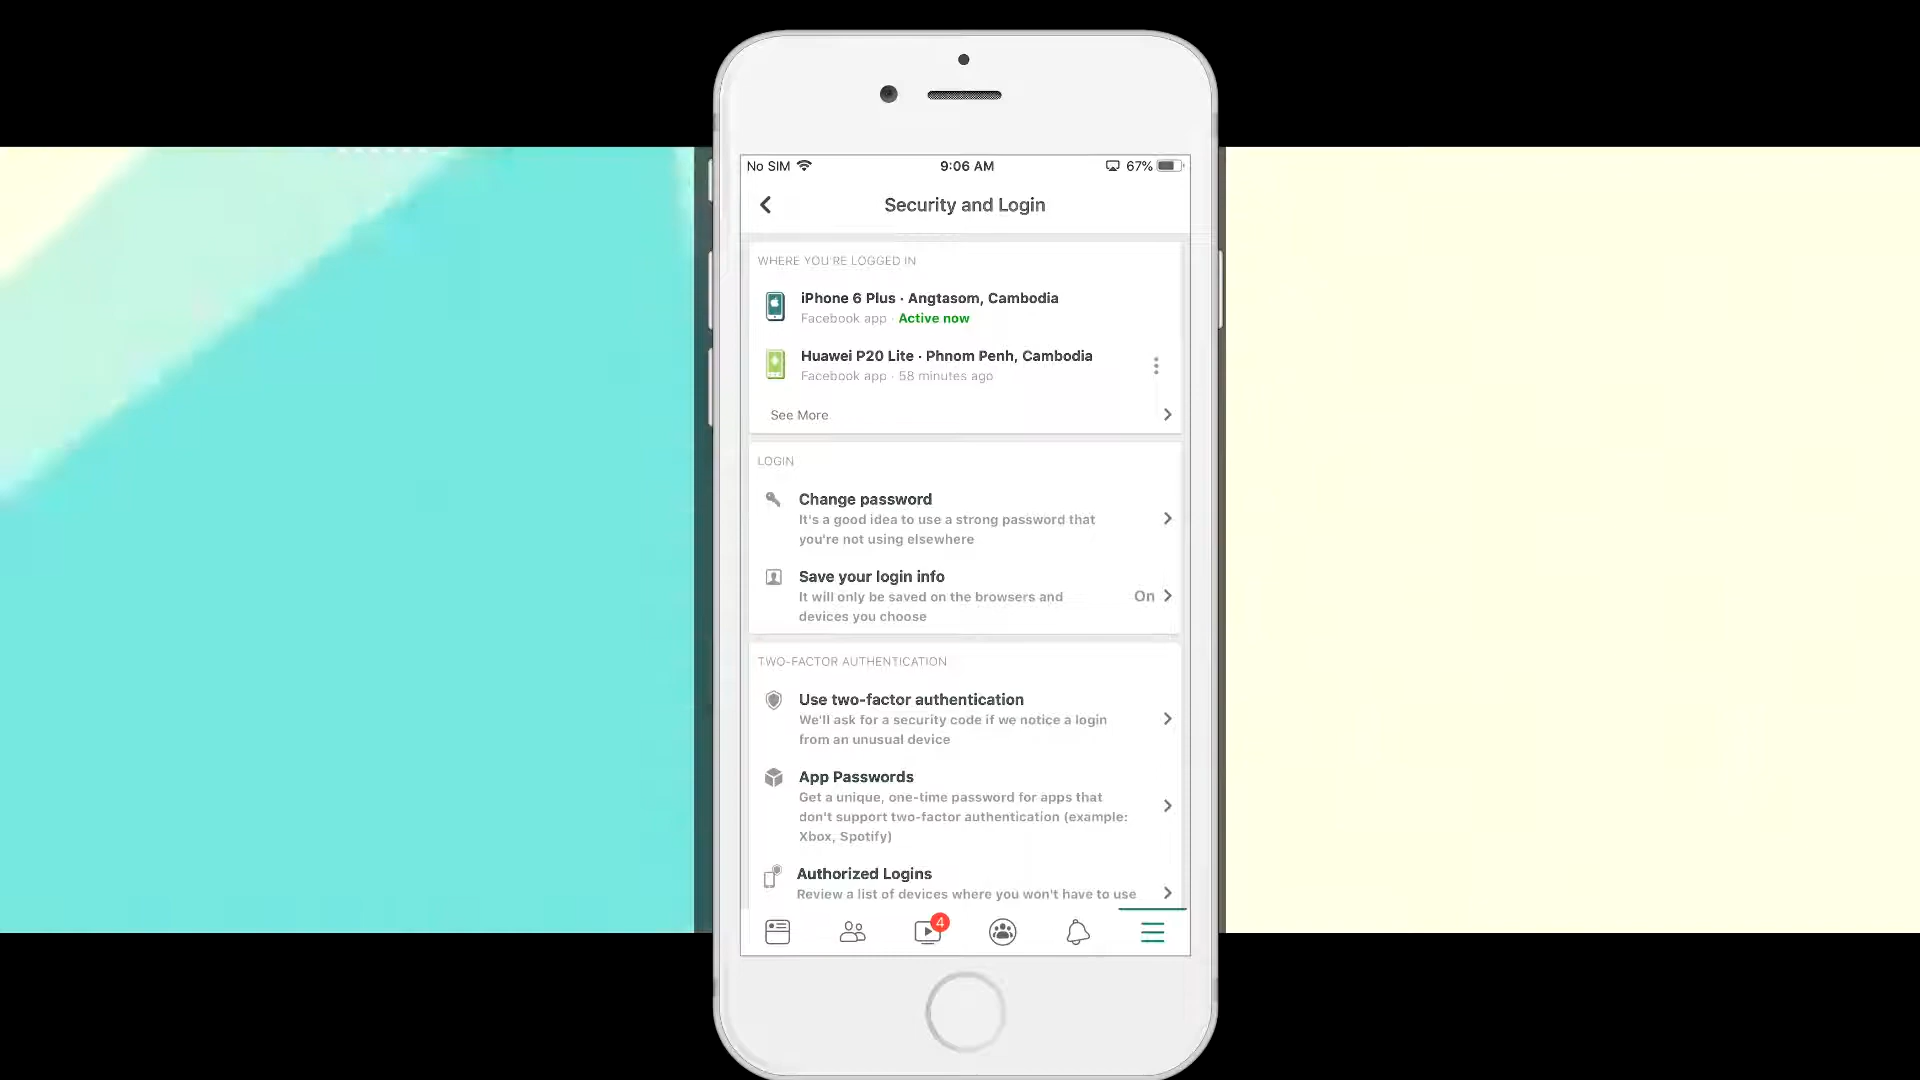 No SIM 9:06 AM 67%
Security and Login
WHERE YOU'RE LOGGED IN
iPhone 6 Plus · Angtasom, Cambodia
Facebook app · Active now
Huawei P20 Lite · Phnom Penh, Cambodia
Facebook app · 58 minutes ago
See More
LOGIN
Change password
It's a good idea to use a strong password that
you're not using elsewhere
Save your login info
It will only be saved on the browsers and
devices you choose
On
TWO-FACTOR AUTHENTICATION
Use two-factor authentication
We'll ask for a security code if we notice a login
from an unusual device
App Passwords
Get a unique, one-time password for apps that
don't support two-factor authentication (example:
Xbox, Spotify)
Authorized Logins
Review a list of devices where you won't have to use
4